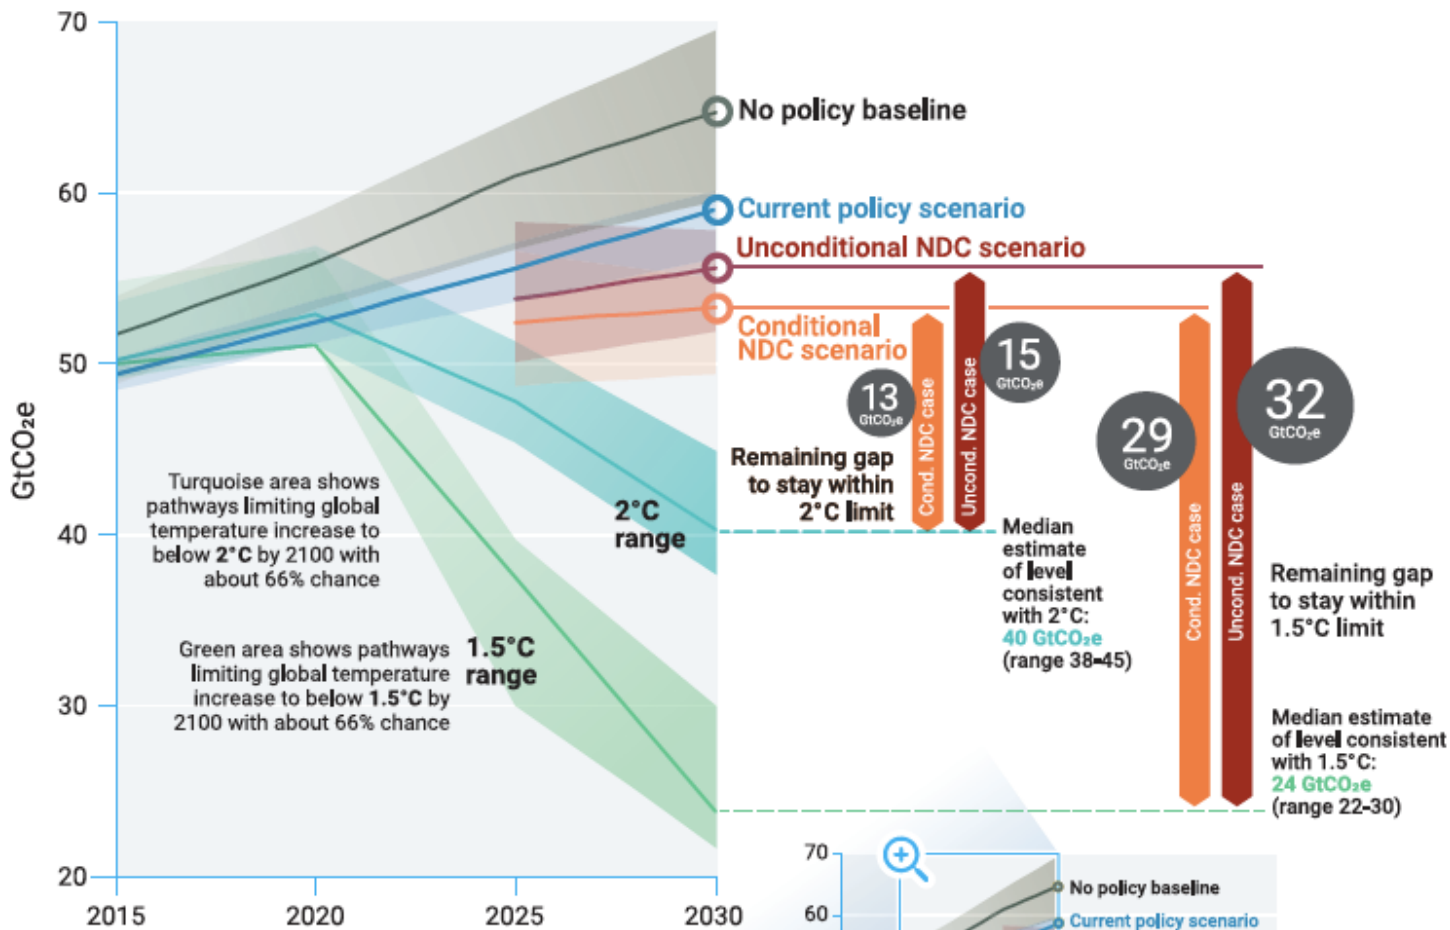 70
60
50
40
30
20
GtCO₂e
2015
2020
2025
2030
No policy baseline
Current policy scenario
Unconditional NDC scenario
Conditional
NDC scenario
Turquoise area shows
pathways limiting global
temperature increase to
below 2°C by 2100 with
about 66% chance
Green area shows pathways
limiting global temperature
increase to below 1.5°C by
2100 with about 66% chance
2°C
range
1.5°C
range
13
GtCO₂e
15
GtCO₂e
Cond. NDC case
Uncond. NDC case
Remaining gap
to stay within
2°C limit
Median
estimate
of level
consistent
with 2°C:
40 GtCO₂e
(range 38-45)
29
GtCO₂e
32
GtCO₂e
Cond. NDC case
Uncond. NDC case
Remaining gap
to stay within
1.5°C limit
Median estimate
of level consistent
with 1.5°C:
24 GtCO₂e
(range 22-30)
70
60
No policy baseline
Current policy scenario